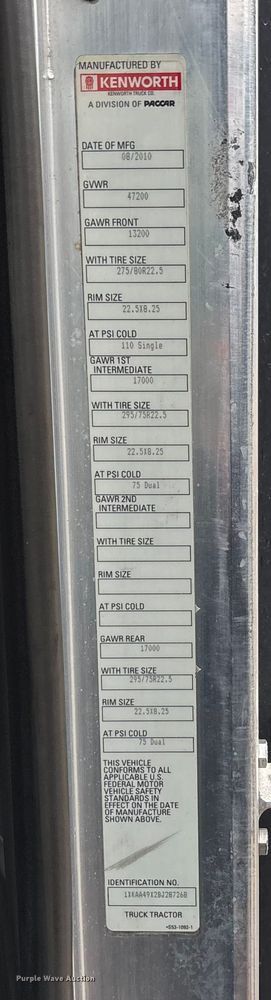 MANUFACTURED BY
KENWORTH
KENWORTH TRUCK CO.
A DIVISION OF PACCAR
DATE OF MFG
08/2010
GVWR
47200
GAWR FRONT
13200
WITH TIRE SIZE
275/80R22.5
RIM SIZE
22.5X8.25
AT PSI COLD
110 Single
GAWR 1ST
INTERMEDIATE
17000
WITH TIRE SIZE
295/75R22.5
RIM SIZE
22.5X8.25
AT PSI COLD
75 Dual
GAWR 2ND
INTERMEDIATE
WITH TIRE SIZE
RIM SIZE
AT PSI COLD
GAWR REAR
17000
WITH TIRE SIZE
295/75R22.5
RIM SIZE
22.5X8.25
AT PSI COLD
75 Dual
THIS VEHICLE
CONFORMS TO ALL
APPLICABLE U.S.
FEDERAL MOTOR
VEHICLE SAFETY
STANDARDS IN
EFFECT ON THE DATE
OF MANUFACTURE
SHOWN ABOVE.
IDENTIFICATION NO.
TRUCK TRACTOR
Purple Wave Auction